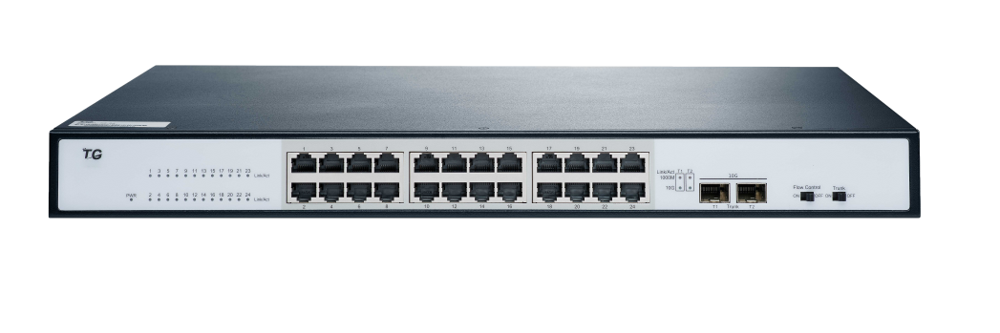 TG
1 3 5 7 9 11 13 15 17 19 21 23
Link/Act
PWR
2 4 6 8 10 12 14 16 18 20 22 24
Link/Act
1 3 5 7 9 11 13 15 17 19 21 23
2 4 6 8 10 12 14 16 18 20 22 24
Link/Act T1 T2
1000M
10G
10G
T1 Trunk T2
Flow Control Trunk
ON OFF ON OFF